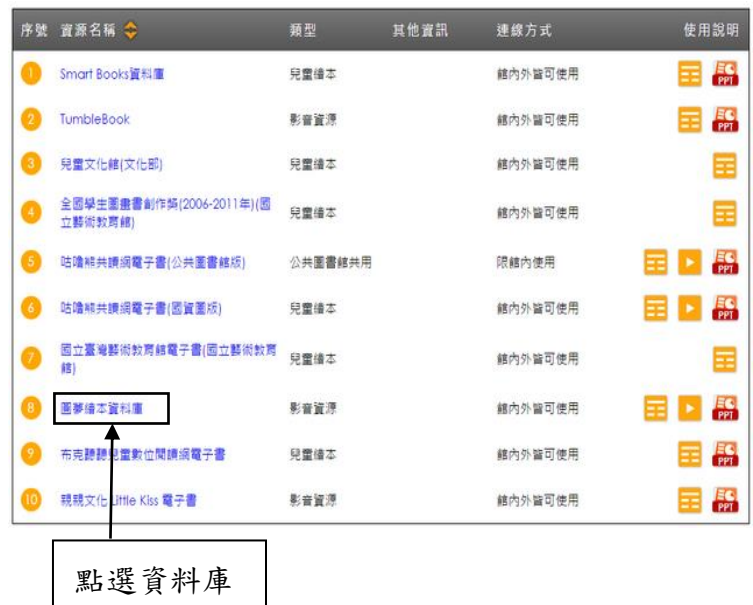 序號 資源名稱 類型 其他資訊 連線方式 使用說明
1 Smart Books資料庫 兒童繪本 館內外皆可使用 PPT
2 TumbleBook 影音資源 館內外皆可使用 PPT
3 兒童文化館(文化部) 兒童繪本 館內外皆可使用
4 全國學生圖畫書創作獎(2006-2011年)(國
立藝術教育館) 兒童繪本 館內外皆可使用
5 咕嚕熊共讀網電子書(公共圖書館版) 公共圖書館共用 限館內使用 PPT
6 咕嚕熊共讀網電子書(國資圖版) 兒童繪本 館內外皆可使用 PPT
7 國立臺灣藝術教育館電子書(國立藝術教育
館) 兒童繪本 館內外皆可使用
8 圓夢繪本資料庫 影音資源 館內外皆可使用 PPT
9 布克聽聽兒童數位閱讀網電子書 兒童繪本 館內外皆可使用 PPT
10 親親文化 Little Kiss 電子書 影音資源 館內外皆可使用 PPT
點選資料庫